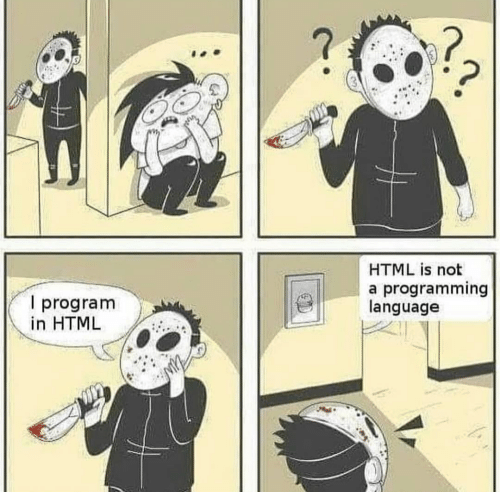 ...
?
?
?
I program
in HTML
HTML is not
a programming
language